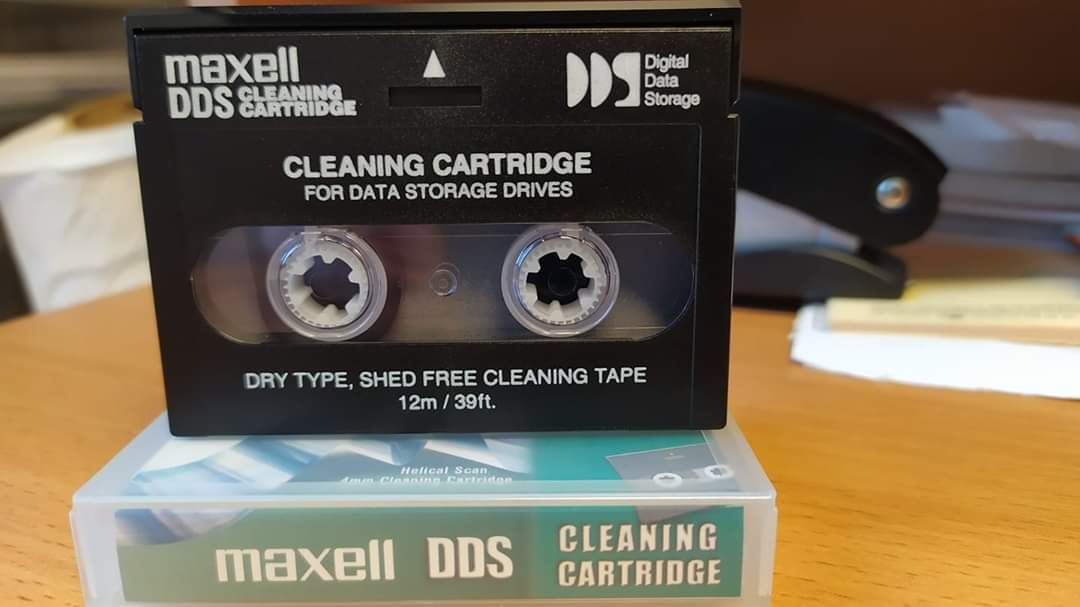 maxell
DDS CLEANING CARTRIDGE
DDS Digital Data Storage
CLEANING CARTRIDGE
FOR DATA STORAGE DRIVES
DRY TYPE, SHED FREE CLEANING TAPE
12m / 39ft.
Helical Scan
4mm Cleaning Cartridge
maxell DDS CLEANING CARTRIDGE